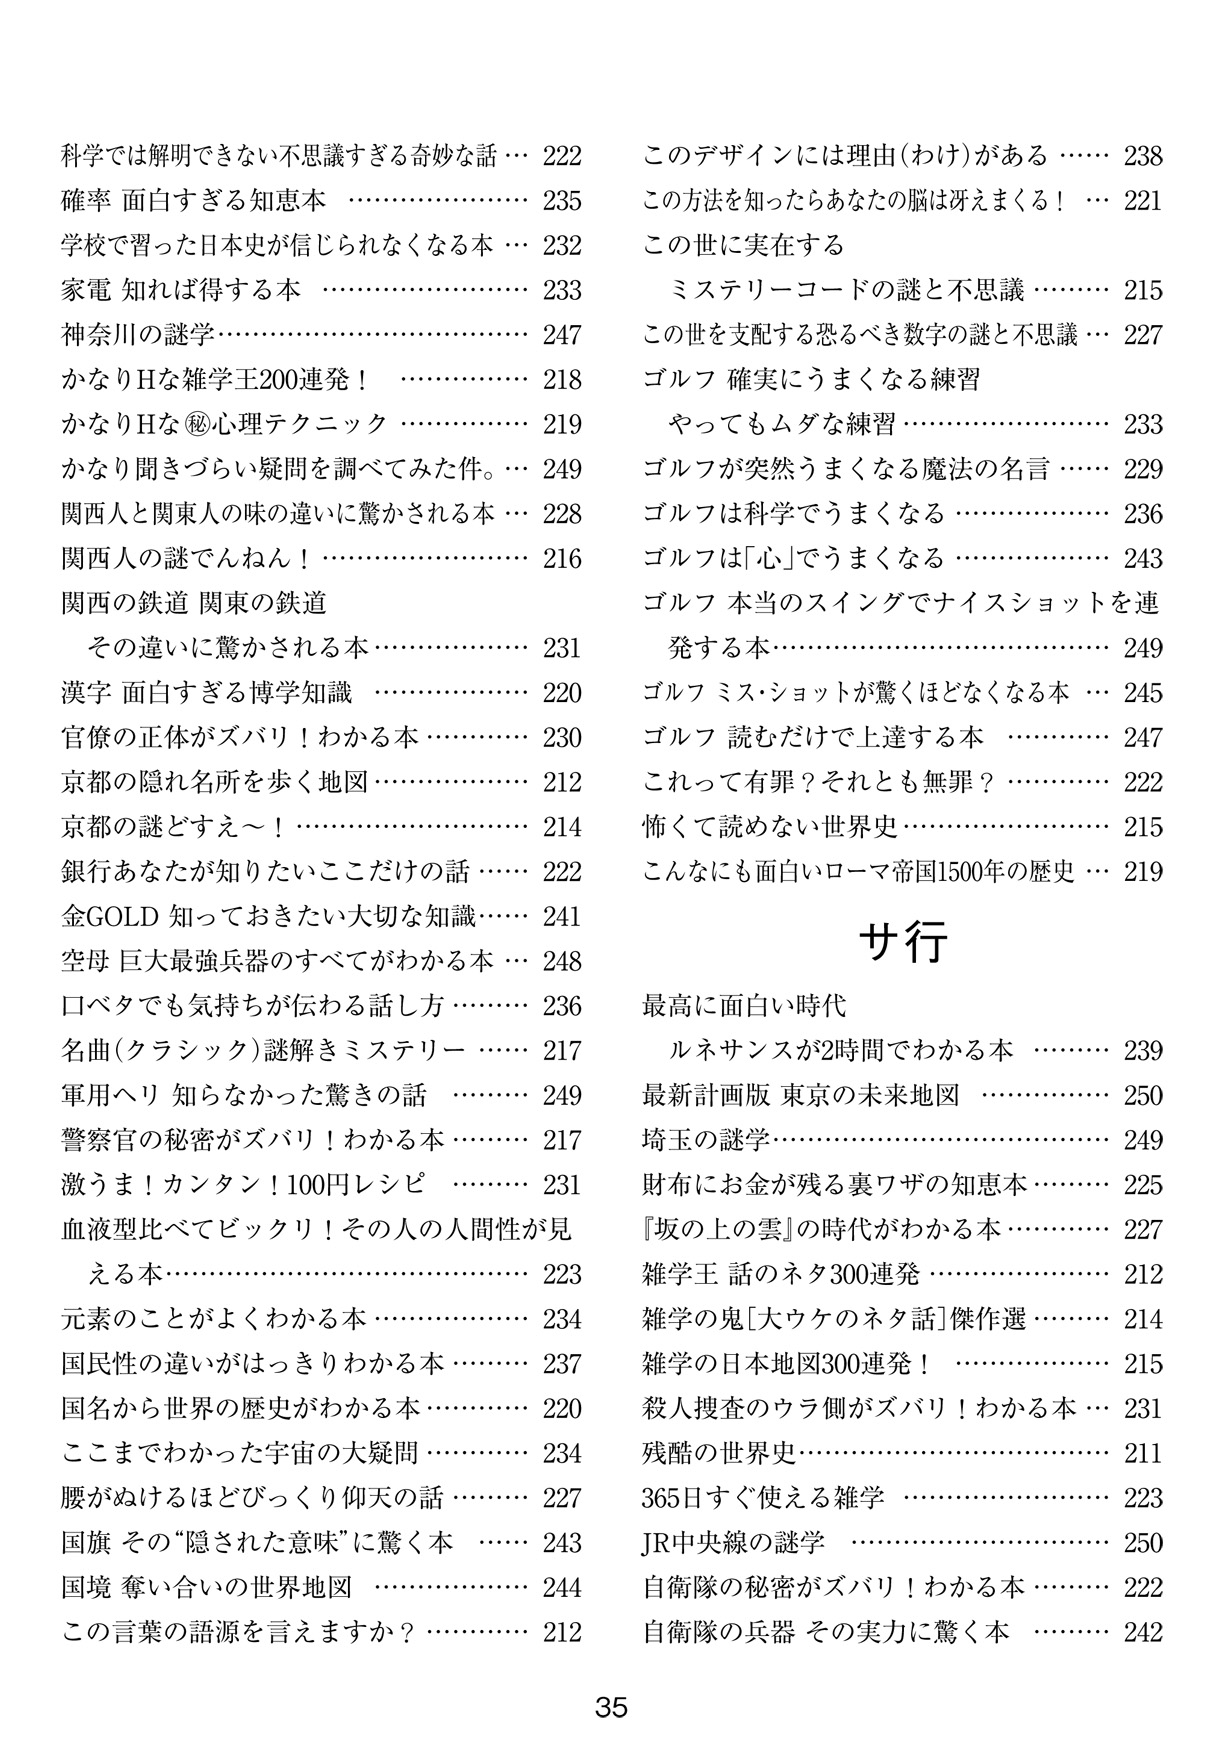 科学では解明できない不思議すぎる奇妙な話… 222
確率 面白すぎる知恵本 ………………… 235
学校で習った日本史が信じられなくなる本 … 232
家電 知れば得する本 …………………… 233
神奈川の謎学……………………………… 247
かなりHな雑学王200連発！ …………… 218
かなりHな㊙心理テクニック …………… 219
かなり聞きづらい疑問を調べてみた件。… 249
関西人と関東人の味の違いに驚かされる本 … 228
関西人の謎でんねん！…………………… 216
関西の鉄道 関東の鉄道
その違いに驚かされる本……………… 231
漢字 面白すぎる博学知識 ……………… 220
官僚の正体がズバリ！わかる本………… 230
京都の隠れ名所を歩く地図……………… 212
京都の謎どすえ〜！……………………… 214
銀行あなたが知りたいここだけの話…… 222
金GOLD 知っておきたい大切な知識…… 241
空母 巨大最強兵器のすべてがわかる本 … 248
口ベタでも気持ちが伝わる話し方……… 236
名曲(クラシック)謎解きミステリー …… 217
軍用ヘリ 知らなかった驚きの話 ……… 249
警察官の秘密がズバリ！わかる本……… 217
激うま！カンタン！100円レシピ ……… 231
血液型比べてビックリ！その人の人間性が見
える本…………………………………… 223
元素のことがよくわかる本……………… 234
国民性の違いがはっきりわかる本……… 237
国名から世界の歴史がわかる本………… 220
ここまでわかった宇宙の大疑問………… 234
腰がぬけるほどびっくり仰天の話……… 227
国旗 その“隠された意味”に驚く本 …… 243
国境 奪い合いの世界地図 ……………… 244
この言葉の語源を言えますか？………… 212
このデザインには理由(わけ)がある …… 238
この方法を知ったらあなたの脳は冴えまくる！ … 221
この世に実在する
ミステリーコードの謎と不思議……… 215
この世を支配する恐るべき数字の謎と不思議… 227
ゴルフ 確実にうまくなる練習
やってもムダな練習…………………… 233
ゴルフが突然うまくなる魔法の名言…… 229
ゴルフは科学でうまくなる ……………… 236
ゴルフは「心」でうまくなる ……………… 243
ゴルフ 本当のスイングでナイスショットを連
発する本………………………………… 249
ゴルフ ミス・ショットが驚くほどなくなる本 … 245
ゴルフ 読むだけで上達する本 ………… 247
これって有罪？それとも無罪？………… 222
怖くて読めない世界史…………………… 215
こんなにも面白いローマ帝国1500年の歴史 … 219
サ行
最高に面白い時代
ルネサンスが2時間でわかる本 ……… 239
最新計画版 東京の未来地図 …………… 250
埼玉の謎学………………………………… 249
財布にお金が残る裏ワザの知恵本……… 225
『坂の上の雲』の時代がわかる本………… 227
雑学王 話のネタ300連発 ………………… 212
雑学の鬼[大ウケのネタ話]傑作選……… 214
雑学の日本地図300連発！ ……………… 215
殺人捜査のウラ側がズバリ！わかる本… 231
残酷の世界史……………………………… 211
365日すぐ使える雑学 …………………… 223
JR中央線の謎学 ………………………… 250
自衛隊の秘密がズバリ！わかる本……… 222
自衛隊の兵器 その実力に驚く本 ……… 242
35